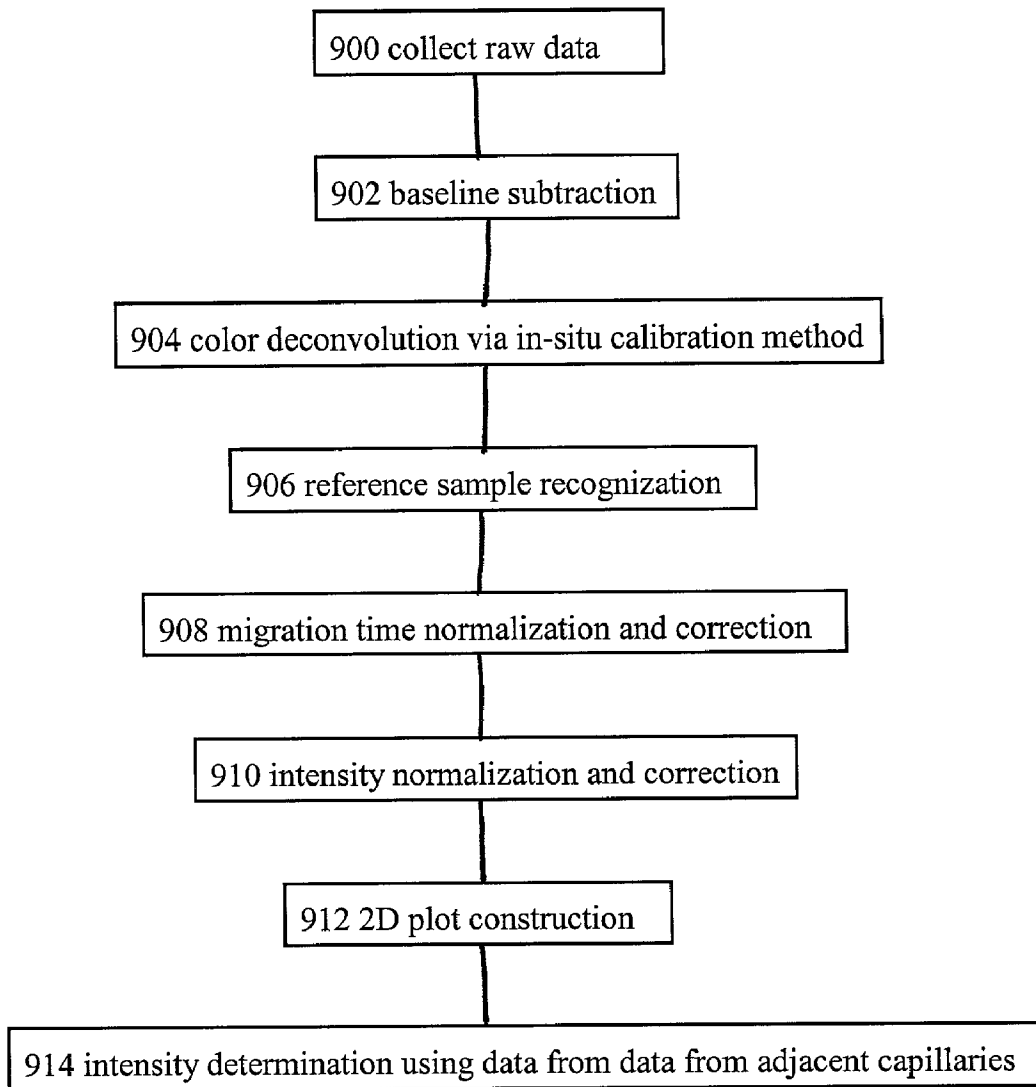 900 collect raw data
902 baseline subtraction
904 color deconvolution via in-situ calibration method
906 reference sample recognization
908 migration time normalization and correction
910 intensity normalization and correction
912 2D plot construction
914 intensity determination using data from data from adjacent capillaries